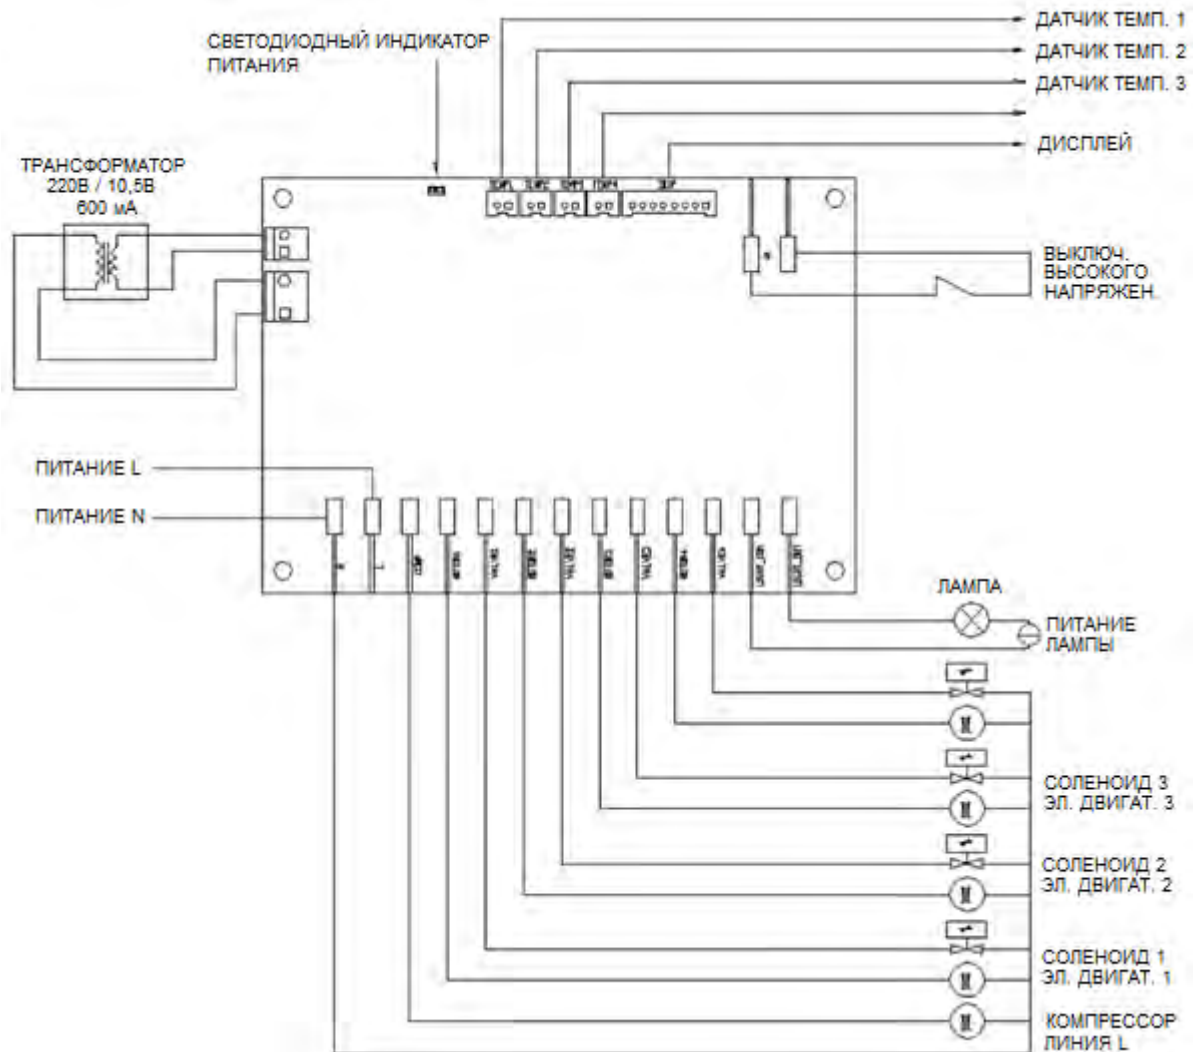 ДАТЧИК ТЕМП. 1
СВЕТОДИОДНЫЙ ИНДИКАТОР
ПИТАНИЯ
ДАТЧИК ТЕМП. 2
ДАТЧИК ТЕМП. 3
ДИСПЛЕЙ
ТРАНСФОРМАТОР
220В / 10,5В
600 мА
ВЫКЛЮЧ.
ВЫСОКОГО
НАПРЯЖЕН.
ПИТАНИЕ L
ПИТАНИЕ N
ЛАМПА
ПИТАНИЕ
ЛАМПЫ
СОЛЕНОИД 3
ЭЛ. ДВИГАТ. 3
СОЛЕНОИД 2
ЭЛ. ДВИГАТ. 2
СОЛЕНОИД 1
ЭЛ. ДВИГАТ. 1
КОМПРЕССОР
ЛИНИЯ L